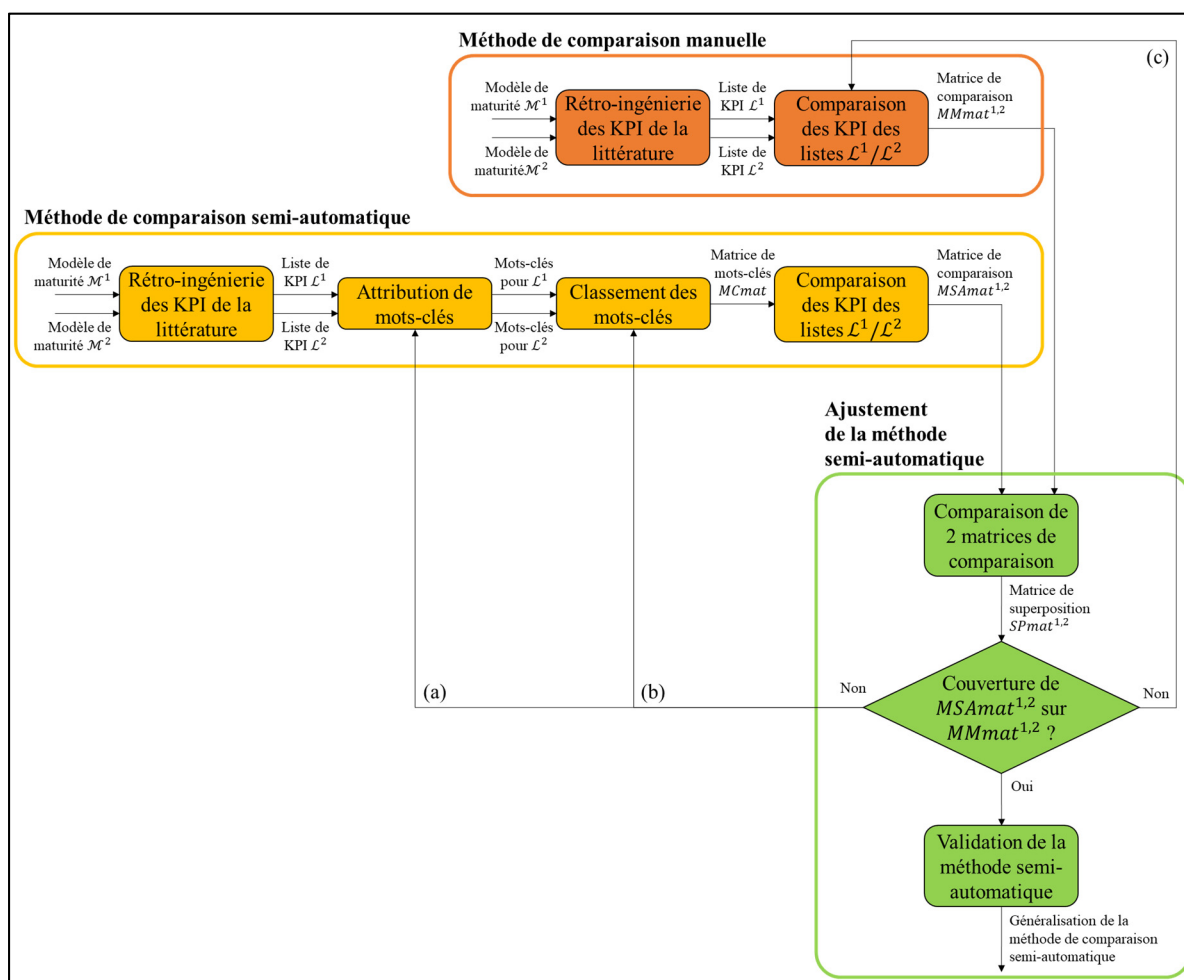 Méthode de comparaison manuelle
(c)
Modèle de
maturité ℳ¹
Modèle de
maturitéℳ²
Rétro-ingénierie
des KPI de la
littérature
Liste de
KPI ℒ¹
Liste de
KPI ℒ²
Comparaison
des KPI des
listes ℒ¹/ℒ²
Matrice de
comparaison
MMmat¹,²
Méthode de comparaison semi-automatique
Modèle de
maturité ℳ¹
Modèle de
maturité ℳ²
Rétro-ingénierie
des KPI de la
littérature
Liste de
KPI ℒ¹
Liste de
KPI ℒ²
Attribution de
mots-clés
Mots-clés
pour ℒ¹
Mots-clés
pour ℒ²
Classement des
mots-clés
Matrice de
mots-clés
MCmat
Comparaison
des KPI des
listes ℒ¹/ℒ²
Matrice de
comparaison
MSAmat¹,²
Ajustement
de la méthode
semi-automatique
Comparaison de
2 matrices de
comparaison
Matrice de
superposition
SPmat¹,²
(a)
(b)
Non
Couverture de
MSAmat¹,² sur
MMmat¹,² ?
Non
Oui
Validation de la
méthode semi-
automatique
Généralisation de la
méthode de comparaison
semi-automatique